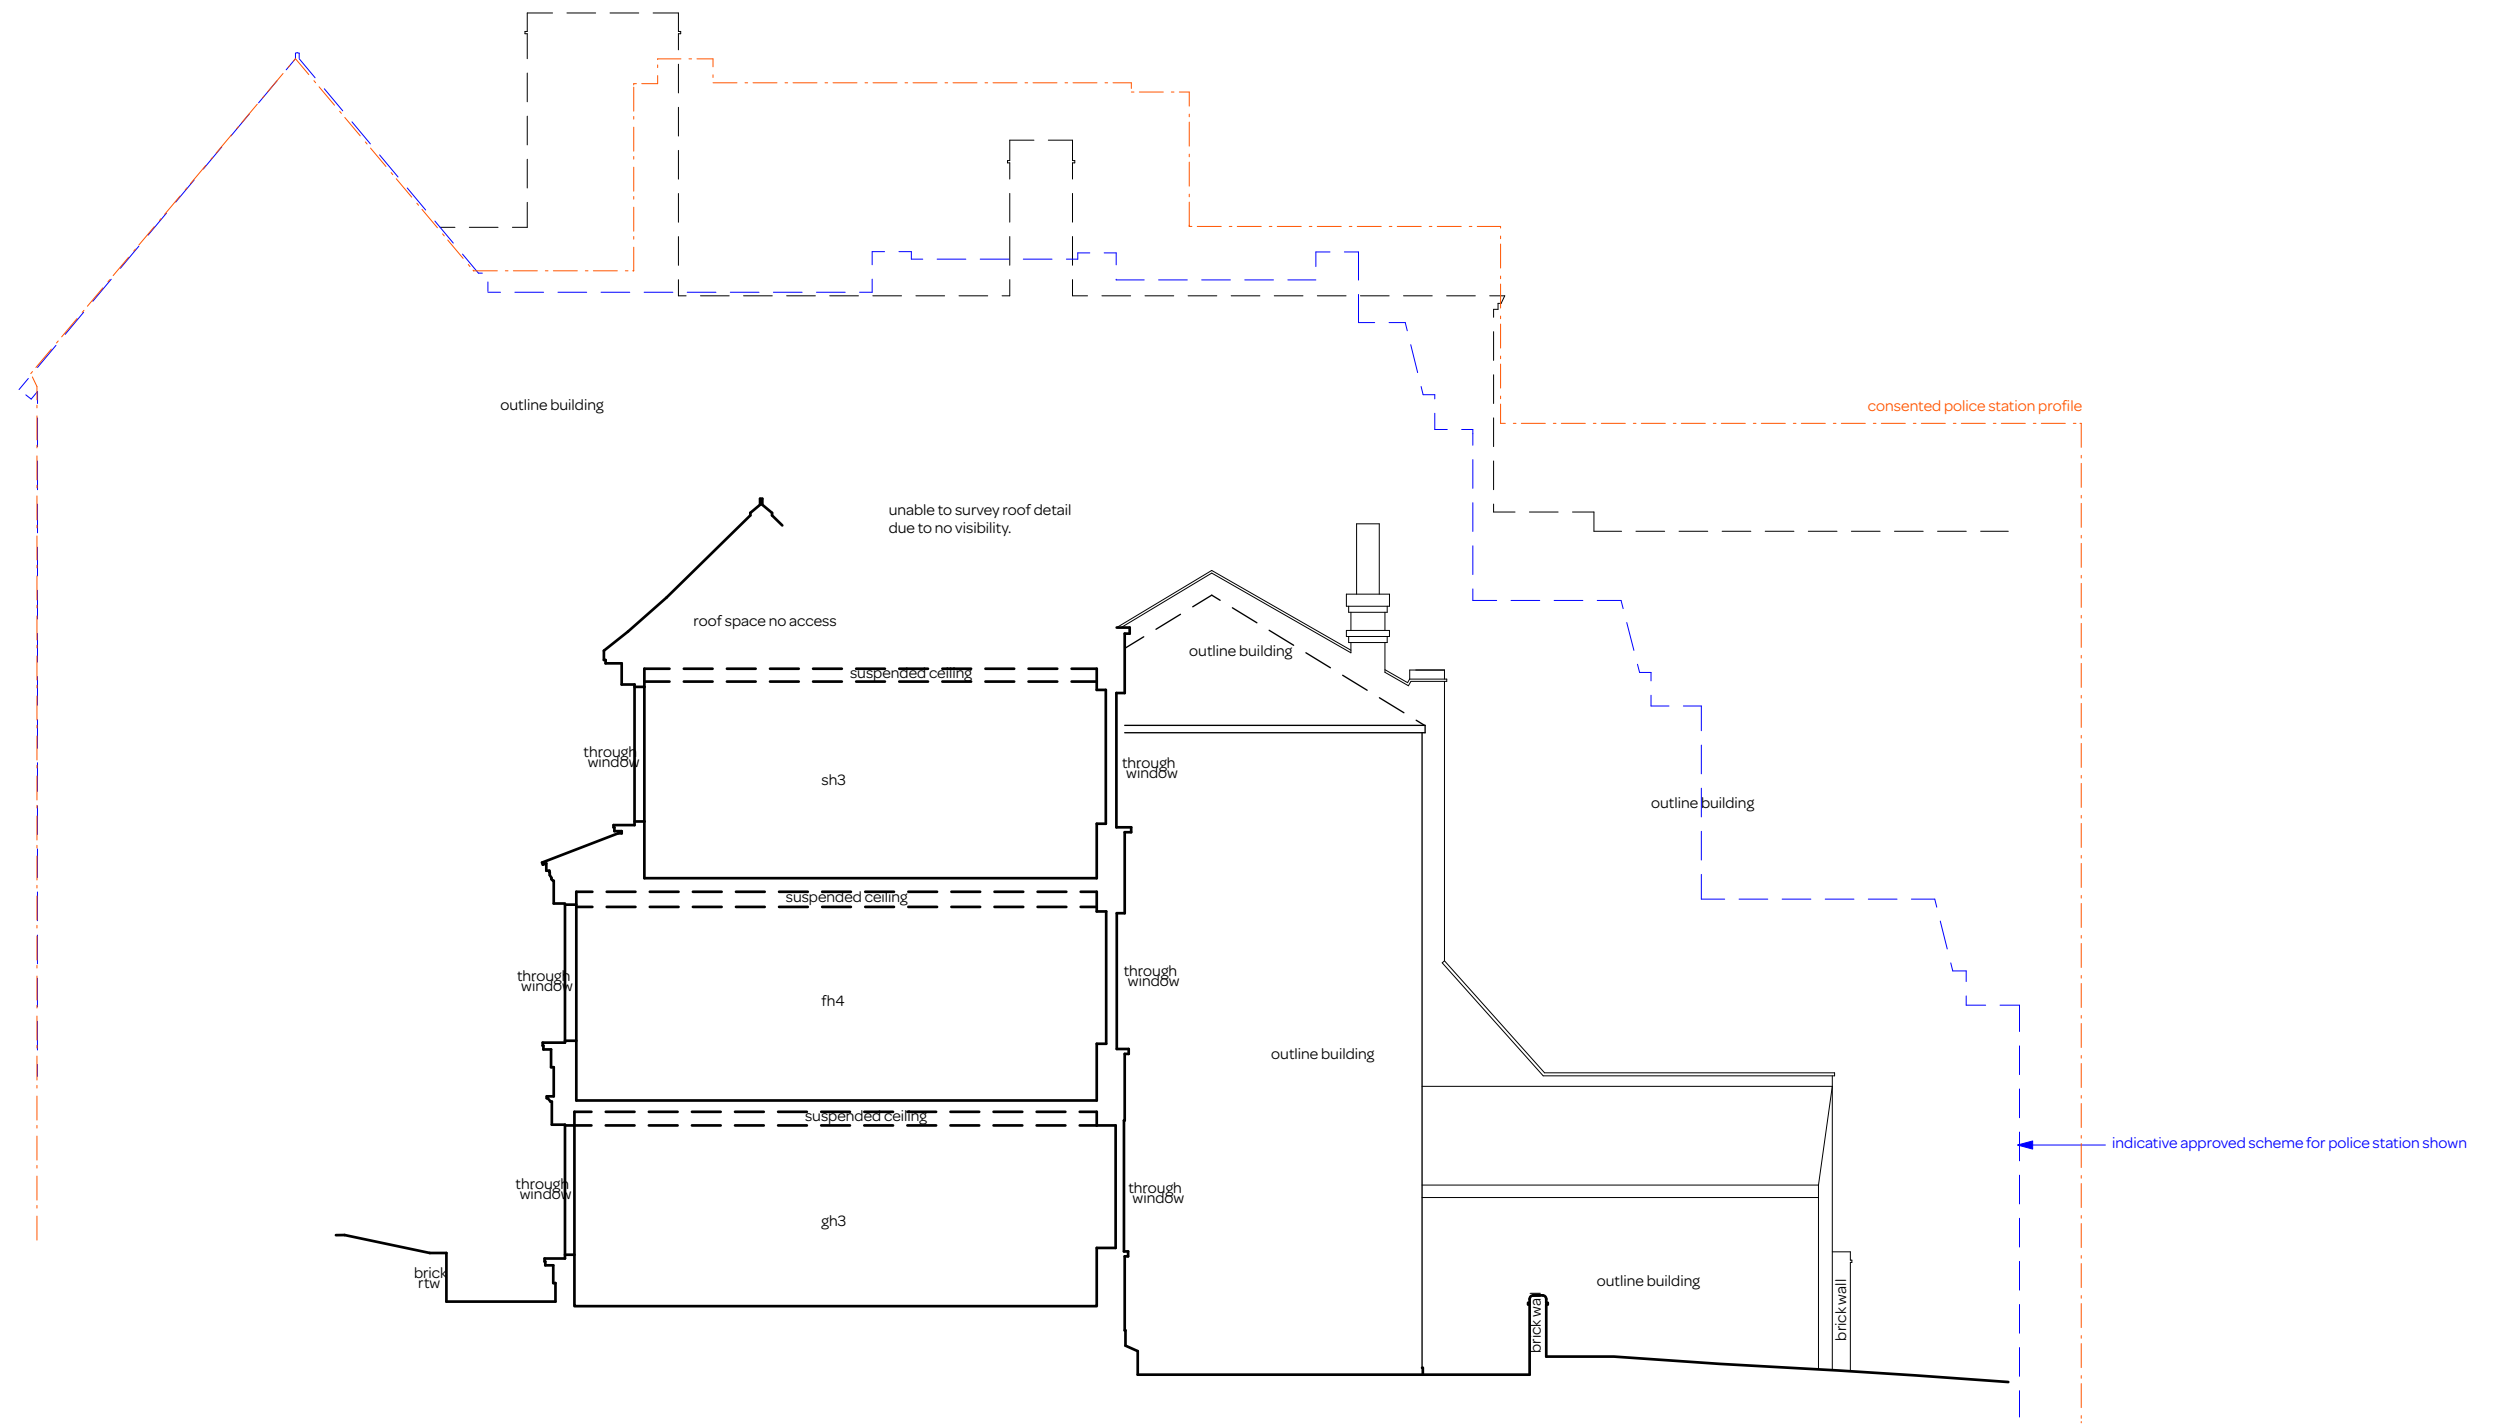 outline building
consented police station profile
unable to survey roof detail
due to no visibility.
roof space no access
outline building
suspended ceiling
through
window
through
window
sh3
outline building
suspended ceiling
through
window
through
window
fh4
outline building
suspended ceiling
indicative approved scheme for police station shown
through
window
through
window
gh3
brick
rtw
outline building
brick wal
brick wall